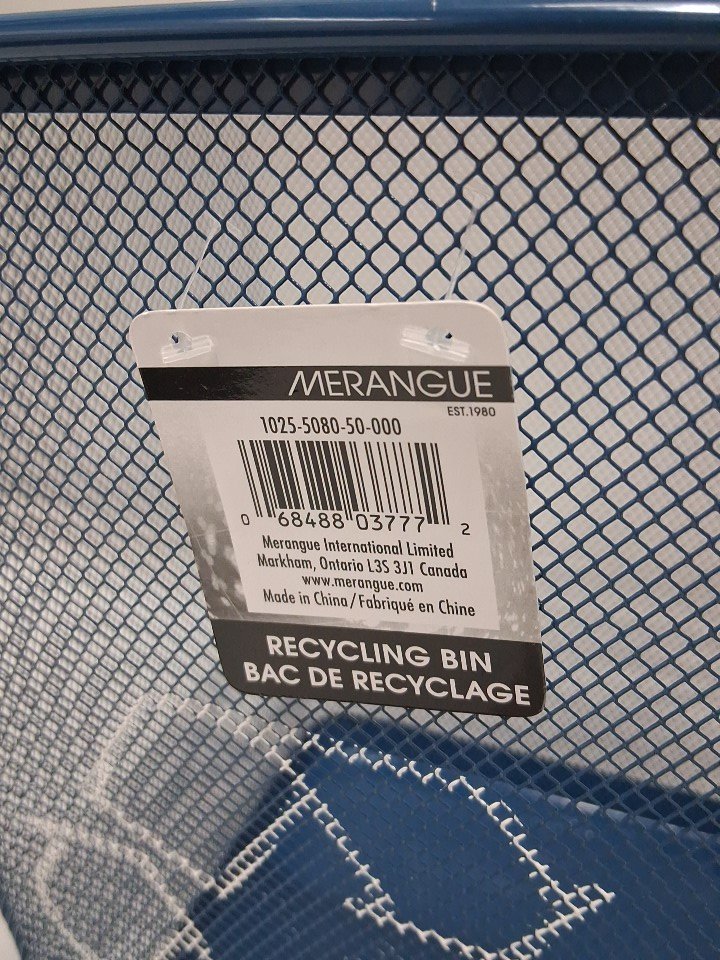 MERANGUE
EST.1980
1025-5080-50-000
0 68488 03777 2
Merangue International Limited
Markham, Ontario L3S 3J1 Canada
www.merangue.com
Made in China/Fabriqué en Chine
RECYCLING BIN
BAC DE RECYCLAGE